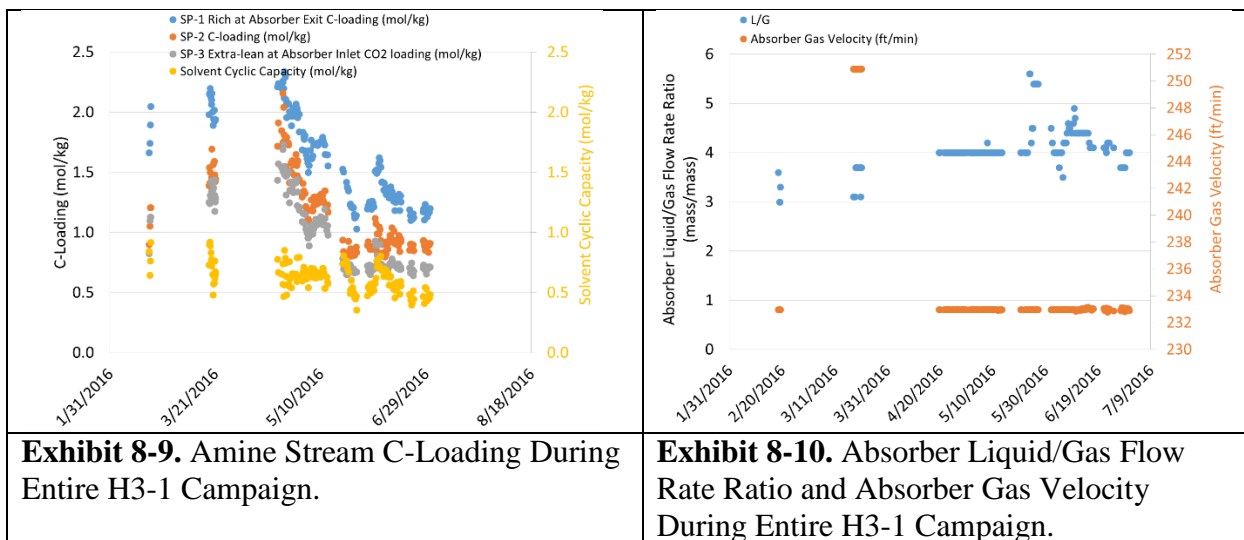 SP-1 Rich at Absorber Exit C-loading (mol/kg)
SP-2 C-loading (mol/kg)
SP-3 Extra-lean at Absorber Inlet CO2 loading (mol/kg)
Solvent Cyclic Capacity (mol/kg)
2.5
2.0
1.5
1.0
0.5
0.0
C-Loading (mol/kg)
2.5
2.0
1.5
1.0
0.5
0.0
Solvent Cyclic Capacity (mol/kg)
1/31/2016
3/21/2016
5/10/2016
6/29/2016
8/18/2016
Exhibit 8-9. Amine Stream C-Loading During
Entire H3-1 Campaign.
L/G
Absorber Gas Velocity (ft/min)
6
5
4
3
2
1
0
Absorber Liquid/Gas Flow Rate Ratio
(mass/mass)
252
250
248
246
244
242
240
238
236
234
232
230
Absorber Gas Velocity (ft/min)
1/31/2016
2/20/2016
3/11/2016
3/31/2016
4/20/2016
5/10/2016
5/30/2016
6/19/2016
7/9/2016
Exhibit 8-10. Absorber Liquid/Gas Flow
Rate Ratio and Absorber Gas Velocity
During Entire H3-1 Campaign.